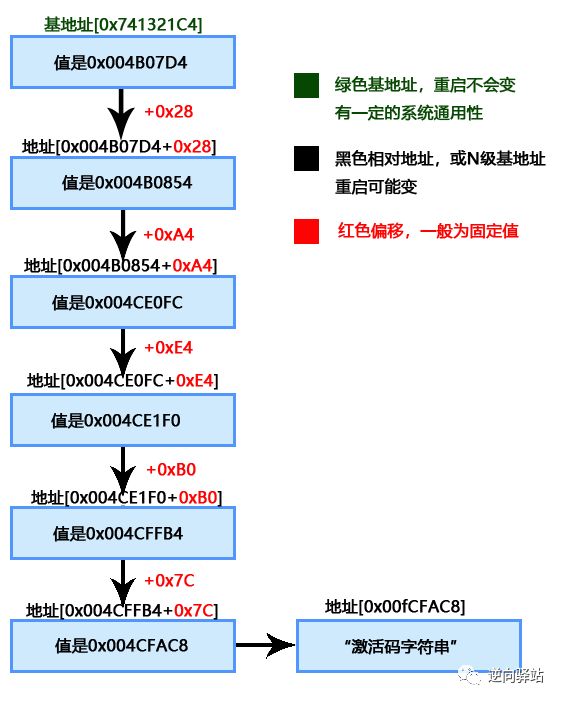 基地址[0x741321C4]
值是0x004B07D4
+0x28
地址[0x004B07D4+0x28]
值是0x004B0854
+0xA4
地址[0x004B0854+0xA4]
值是0x004CE0FC
+0xE4
地址[0x004CE0FC+0xE4]
值是0x004CE1F0
+0xB0
地址[0x004CE1F0+0xB0]
值是0x004CFFB4
+0x7C
地址[0x004CFFB4+0x7C]
值是0x004CFAC8
地址[0x00fCFAC8]
“激活码字符串”
绿色基地址，重启不会变
有一定的系统通用性
黑色相对地址，或N级基地址
重启可能变
红色偏移，一般为固定值
逆向驿站